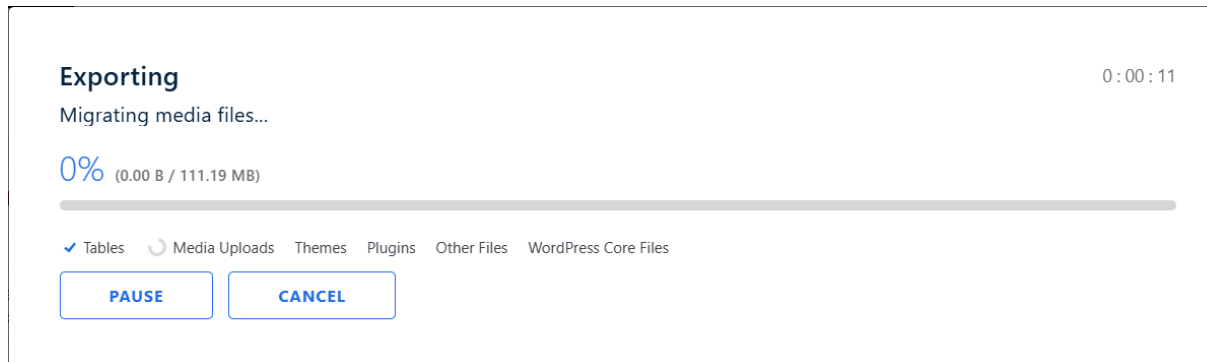 Exporting
0 : 00 : 11
Migrating media files...
0% (0.00 B / 111.19 MB)
Tables Media Uploads Themes Plugins Other Files WordPress Core Files
PAUSE CANCEL